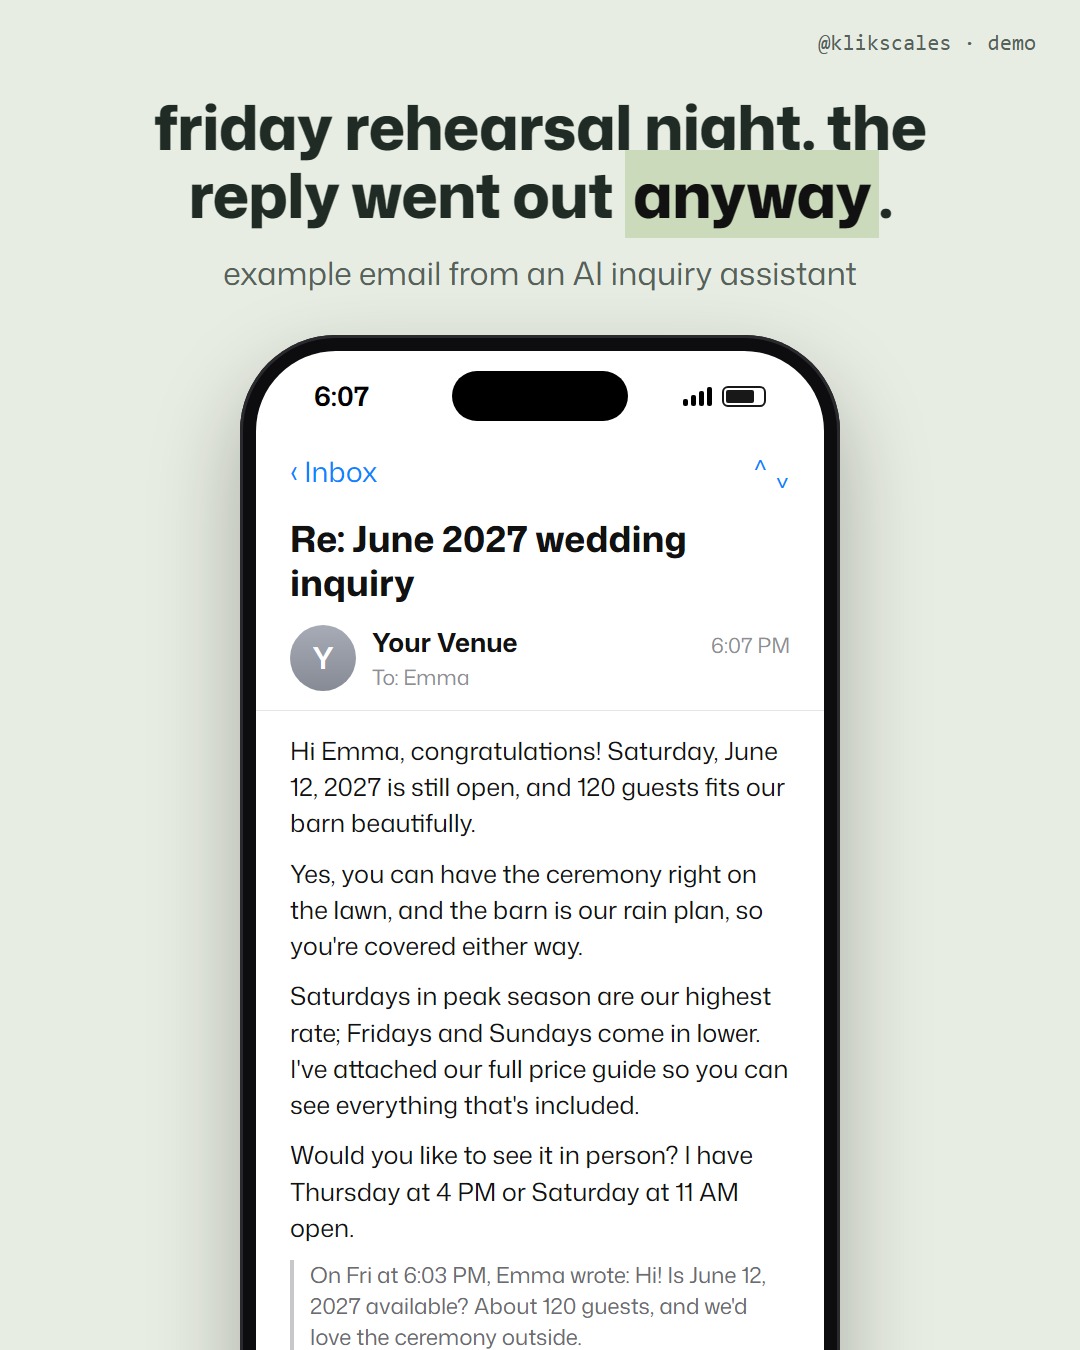 @klikscales · demo
friday rehearsal night. the
reply went out anyway.
example email from an AI inquiry assistant
6:07
‹ Inbox
Re: June 2027 wedding
inquiry
Y
Your Venue
6:07 PM
To: Emma
Hi Emma, congratulations! Saturday, June
12, 2027 is still open, and 120 guests fits our
barn beautifully.
Yes, you can have the ceremony right on
the lawn, and the barn is our rain plan, so
you're covered either way.
Saturdays in peak season are our highest
rate; Fridays and Sundays come in lower.
I've attached our full price guide so you can
see everything that's included.
Would you like to see it in person? I have
Thursday at 4 PM or Saturday at 11 AM
open.
On Fri at 6:03 PM, Emma wrote: Hi! Is June 12,
2027 available? About 120 guests, and we'd
love the ceremony outside.